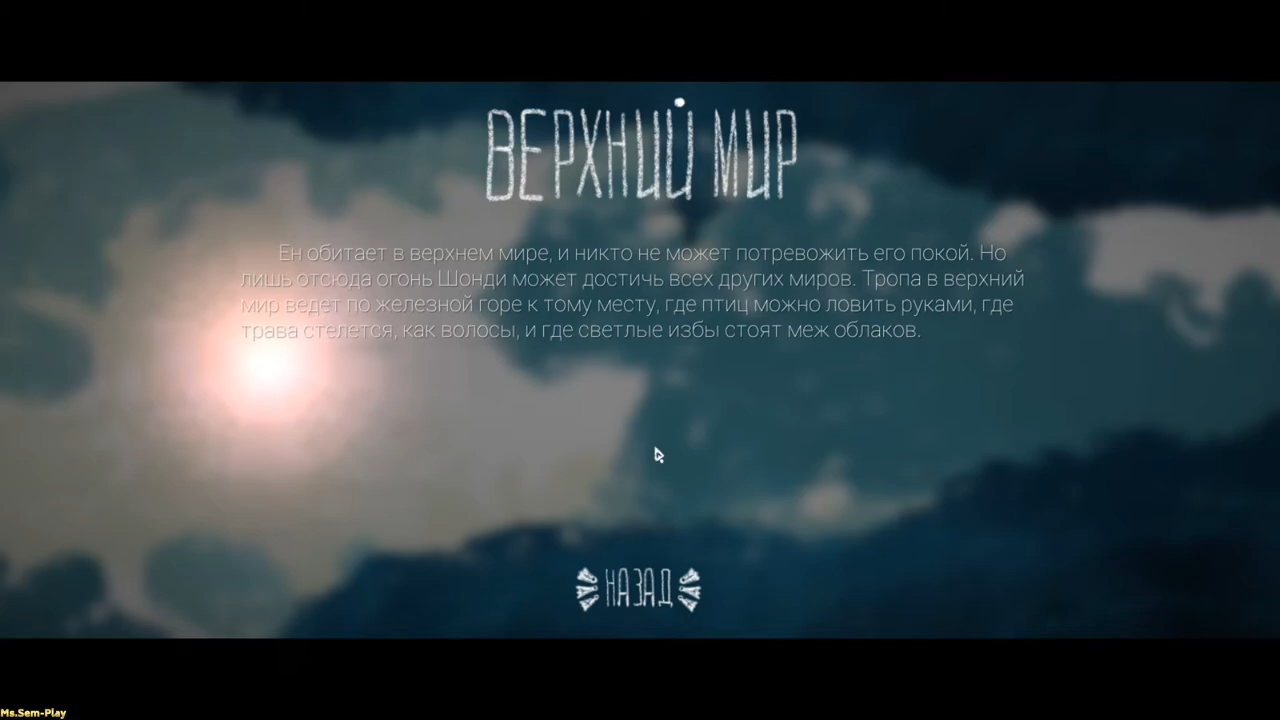 ВЕРХНИЙ МИР
Ен обитает в верхнем мире, и никто не может потревожить его покой. Но
лишь отсюда огонь Шонди может достичь всех других миров. Тропа в верхний
мир ведет по железной горе к тому месту, где птиц можно ловить руками, где
трава стелется, как волосы, и где светлые избы стоят меж облаков.
НАЗАД
Ms.Sem-Play